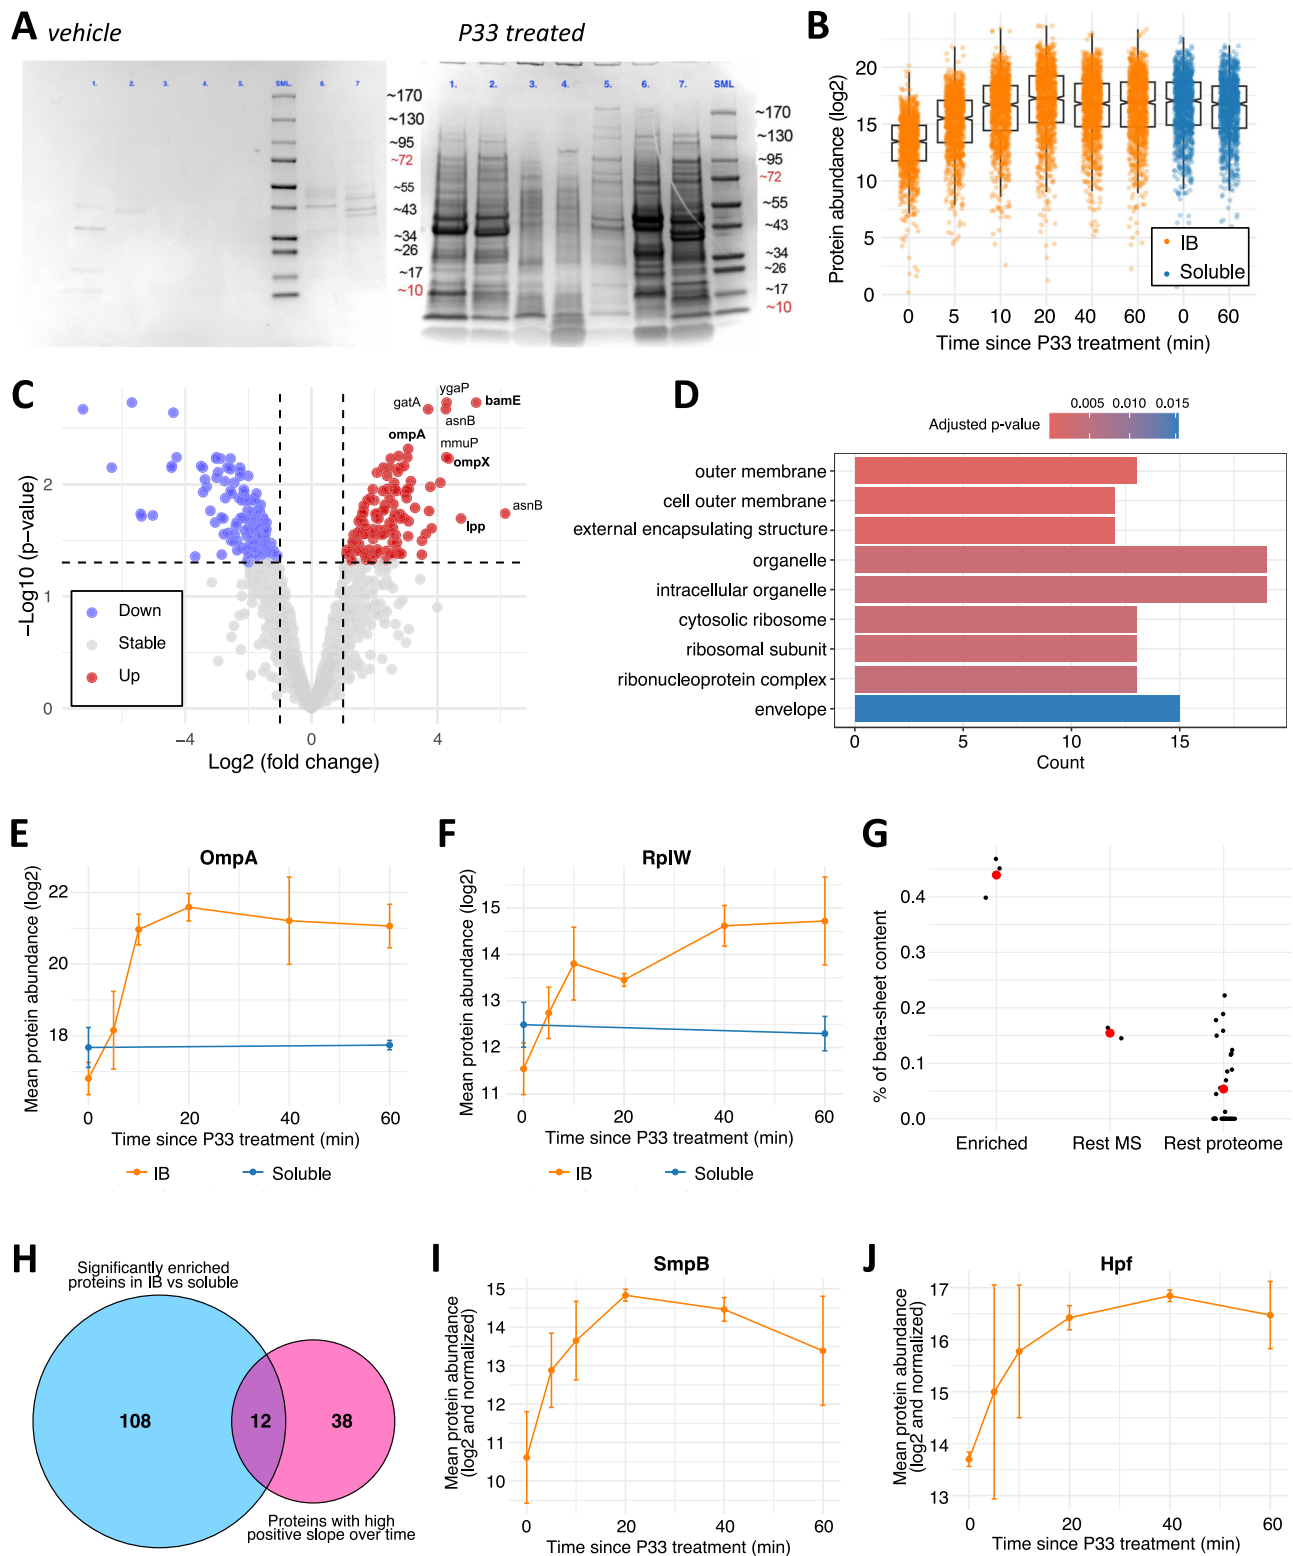 A
vehicle
P33 treated
1.
2.
3.
4.
5.
SML.
6.
7
~170
~130
~95
~72
~55
~43
~34
~26
~17
~10
1.
2.
3.
4.
5.
6.
7.
SML
~170
~130
~95
~72
~55
~43
~34
~26
~17
~10
B
Protein abundance (log2)
20
15
10
5
0
IB
Soluble
0
5
10
20
40
60
0
60
Time since P33 treatment (min)
C
−Log10 (p−value)
2
1
0
ygaP
gatA
bamE
asnB
ompA
mmuP
ompX
asnB
lpp
Down
Stable
Up
−4
0
4
Log2 (fold change)
D
Adjusted p-value
0.005
0.010
0.015
outer membrane
cell outer membrane
external encapsulating structure
organelle
intracellular organelle
cytosolic ribosome
ribosomal subunit
ribonucleoprotein complex
envelope
0
5
10
15
Count
E
OmpA
Mean protein abundance (log2)
22
20
18
0
20
40
60
Time since P33 treatment (min)
IB
Soluble
F
RplW
Mean protein abundance (log2)
15
14
13
12
11
0
20
40
60
Time since P33 treatment (min)
IB
Soluble
G
% of beta-sheet content
0.4
0.3
0.2
0.1
0.0
Enriched
Rest MS
Rest proteome
H
Significantly enriched
proteins in IB vs soluble
108
12
38
Proteins with high
positive slope over time
I
SmpB
Mean protein abundance
(log2 and normalized)
15
14
13
12
11
10
0
20
40
60
Time since P33 treatment (min)
J
Hpf
Mean protein abundance
(log2 and normalized)
17
16
15
14
13
0
20
40
60
Time since P33 treatment (min)